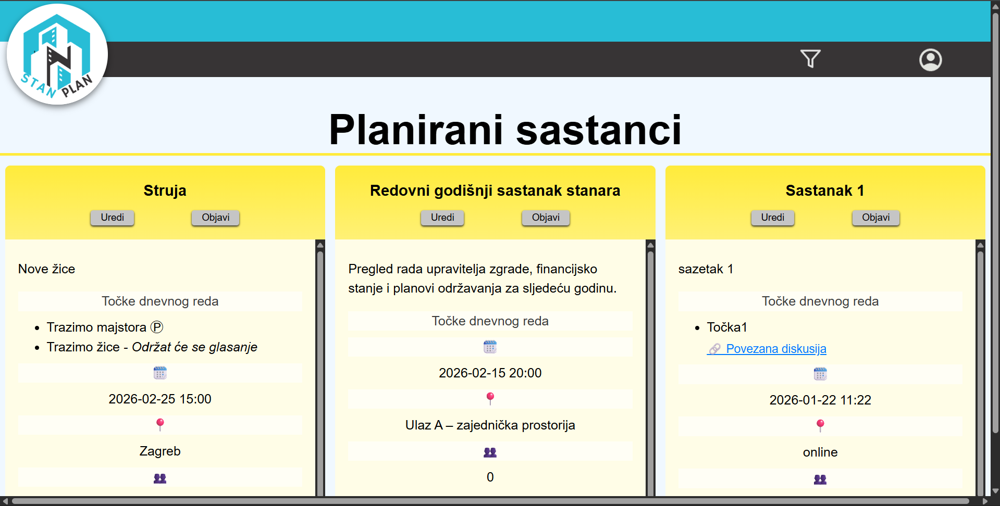 STAN PLAN
Planirani sastanci
Struja
Uredi Objavi
Nove žice
Točke dnevnog reda
• Trazimo majstora Ⓟ
• Trazimo žice - Održat će se glasanje
2026-02-25 15:00
Zagreb
Redovni godišnji sastanak stanara
Uredi Objavi
Pregled rada upravitelja zgrade, financijsko
stanje i planovi održavanja za sljedeću godinu.
Točke dnevnog reda
2026-02-15 20:00
Ulaz A – zajednička prostorija
0
Sastanak 1
Uredi Objavi
sazetak 1
Točke dnevnog reda
• Točka1
Povezana diskusija
2026-01-22 11:22
online